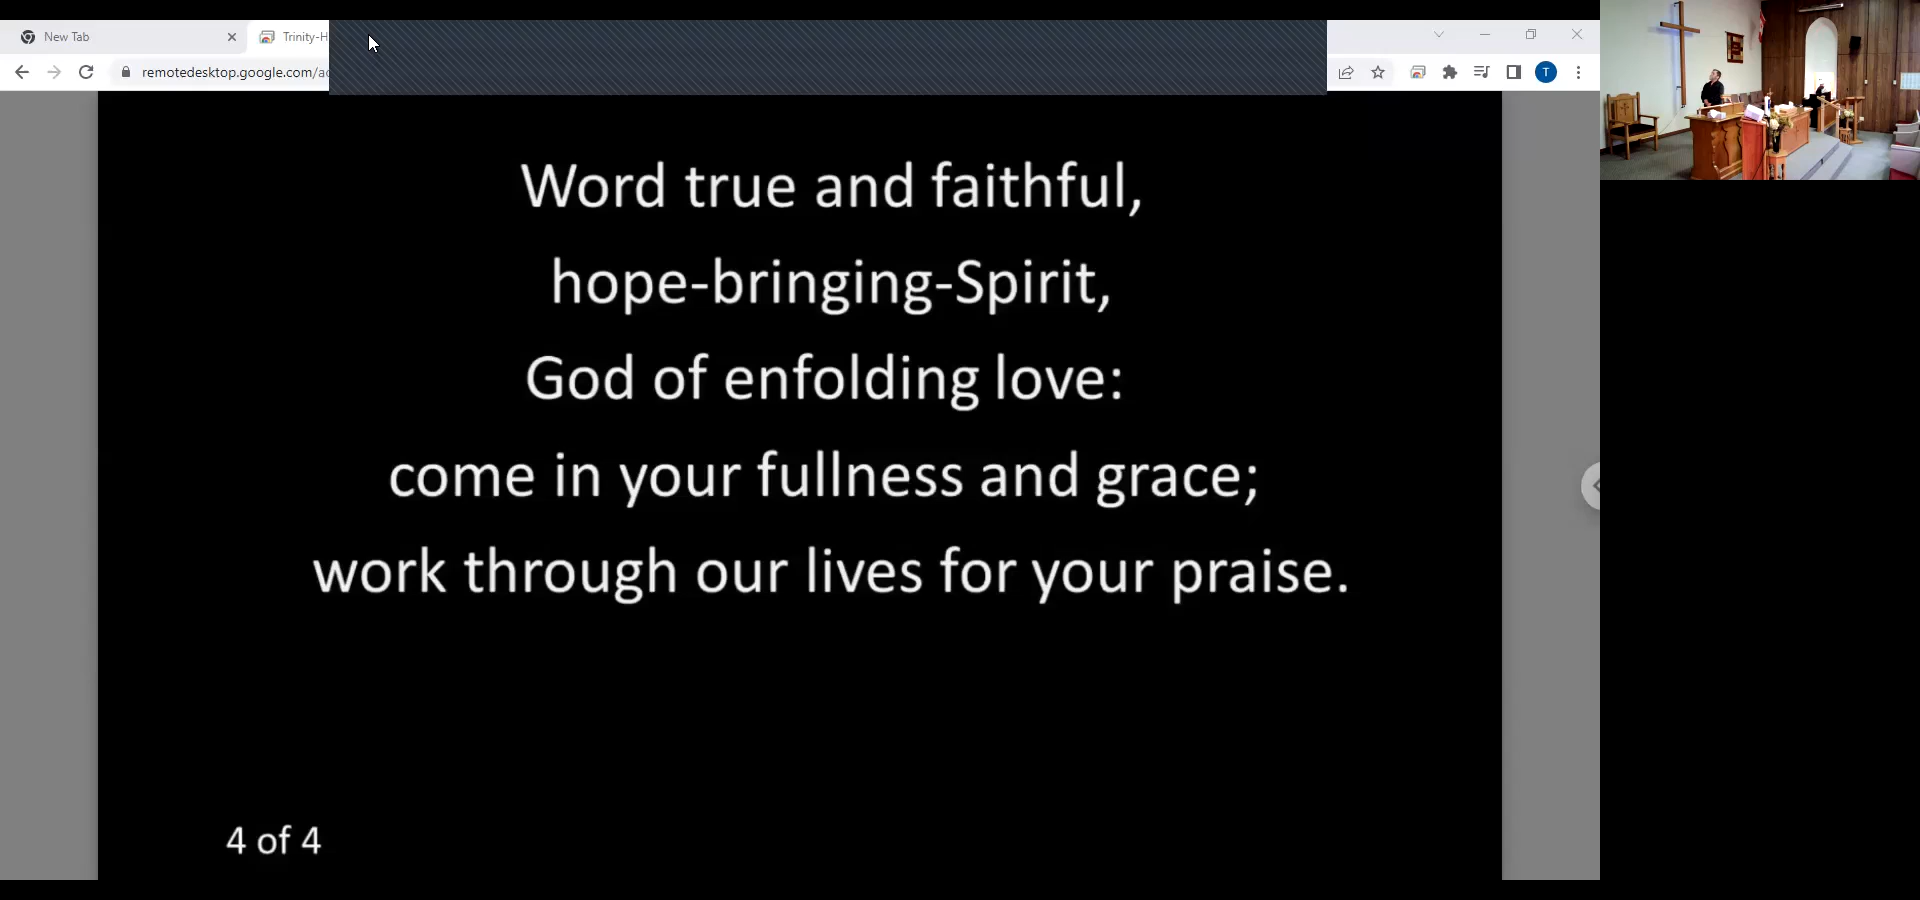 New Tab
Trinity-H
remotedesktop.google.com/ac
T
Word true and faithful,
hope-bringing-Spirit,
God of enfolding love:
come in your fullness and grace;
work through our lives for your praise.
4 of 4